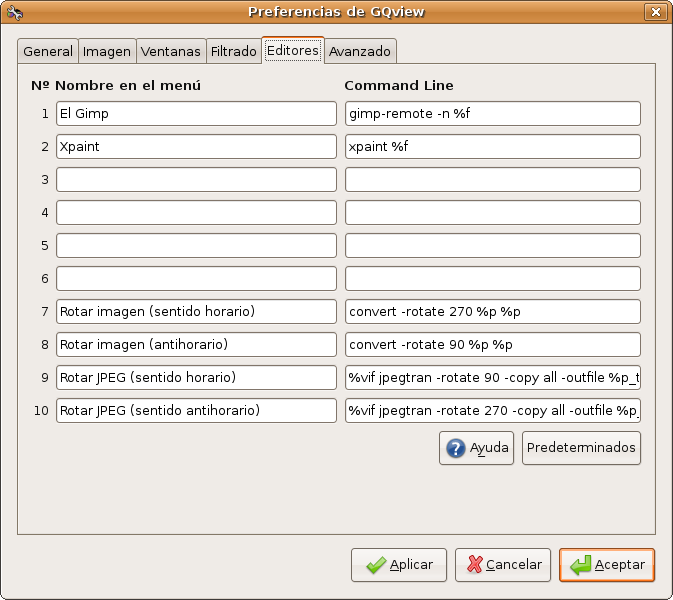 Preferencias de GQview
General Imagen Ventanas Filtrado Editores Avanzado
Nº Nombre en el menú Command Line
1 El Gimp gimp-remote -n %f
2 Xpaint xpaint %f
3
4
5
6
7 Rotar imagen (sentido horario) convert -rotate 270 %p %p
8 Rotar imagen (antihorario) convert -rotate 90 %p %p
9 Rotar JPEG (sentido horario) %vif jpegtran -rotate 90 -copy all -outfile %p_t
10 Rotar JPEG (sentido antihorario) %vif jpegtran -rotate 270 -copy all -outfile %p_
Ayuda Predeterminados
Aplicar Cancelar Aceptar